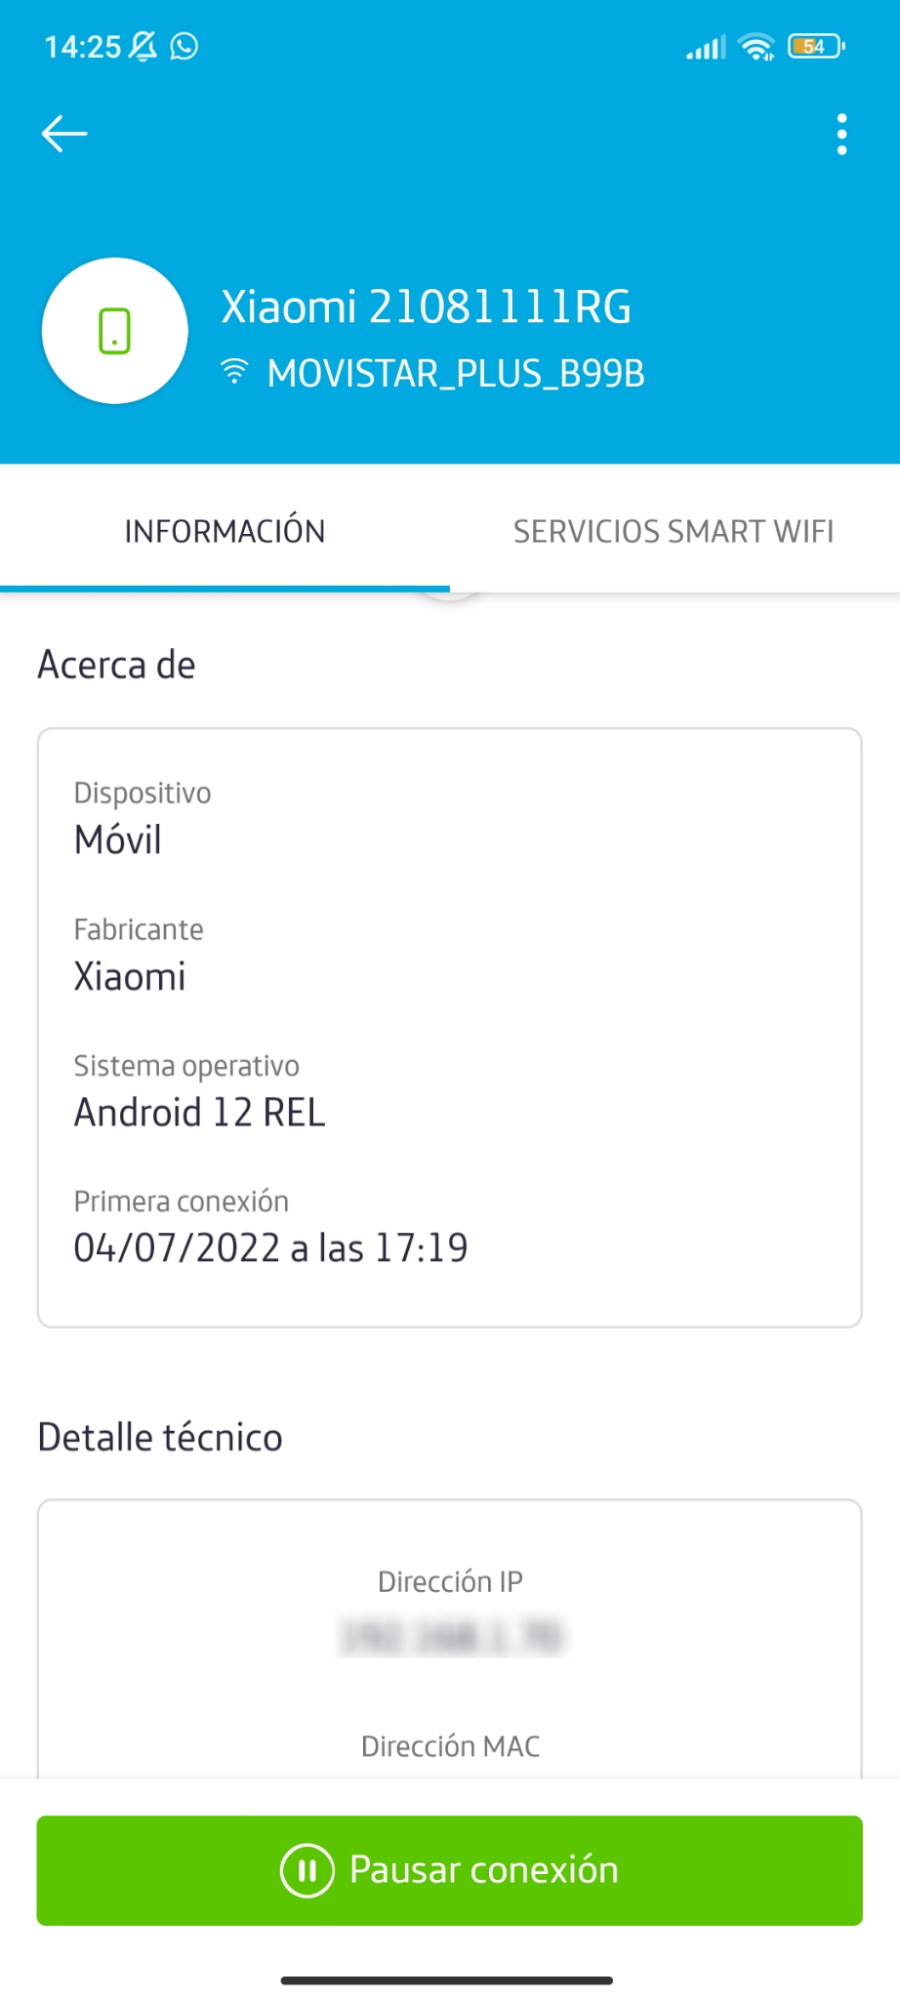 14:25
54
Xiaomi 21081111RG
MOVISTAR_PLUS_B99B
INFORMACIÓN
SERVICIOS SMART WIFI
Acerca de
Dispositivo
Móvil
Fabricante
Xiaomi
Sistema operativo
Android 12 REL
Primera conexión
04/07/2022 a las 17:19
Detalle técnico
Dirección IP
Dirección MAC
Pausar conexión